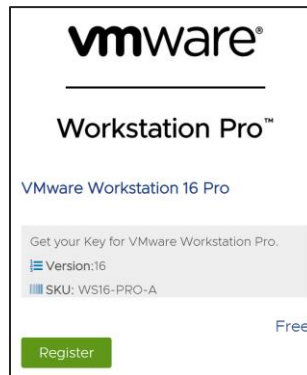 vmware®
Workstation Pro™
VMware Workstation 16 Pro
Get your Key for VMware Workstation Pro.
Version:16
SKU: WS16-PRO-A
Free
Register